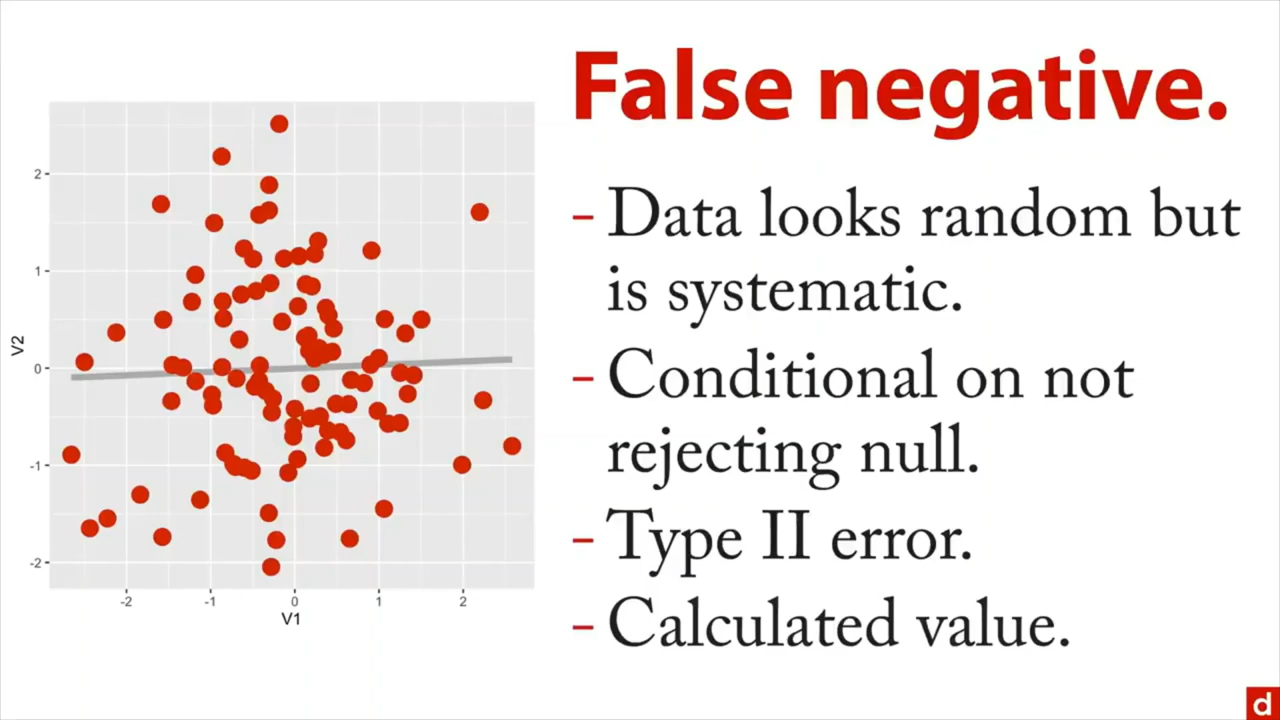 False negative.
– Data looks random but
is systematic.
– Conditional on not
rejecting null.
– Type II error.
– Calculated value.
2
1
0
-1
-2
V2
-2
-1
0
1
2
V1
d